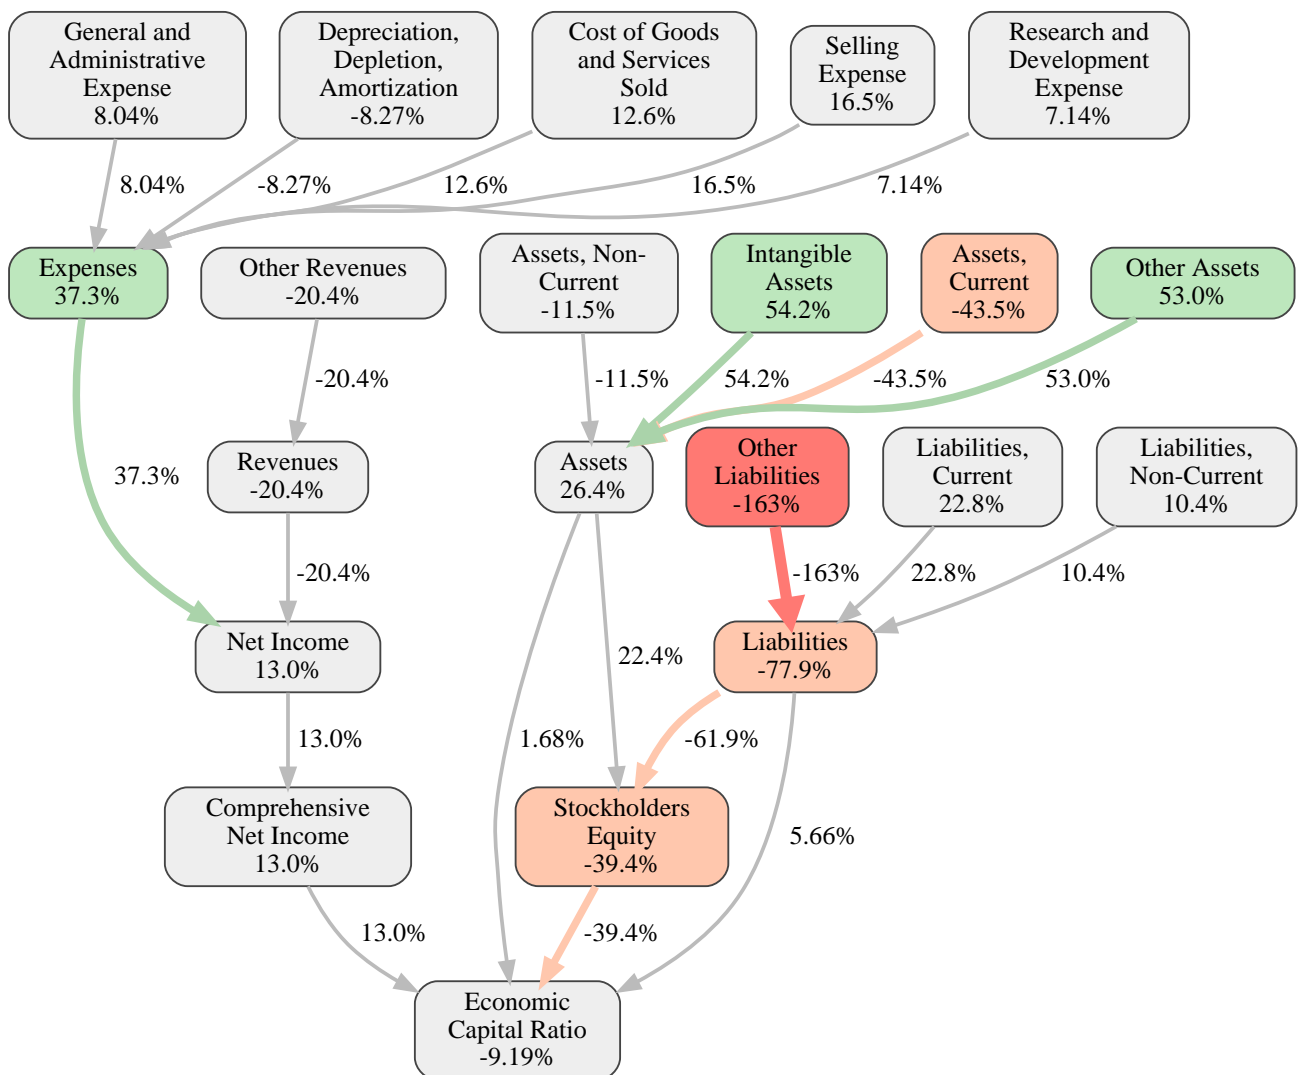 General and
Administrative
Expense
8.04%
Depreciation,
Depletion,
Amortization
-8.27%
Cost of Goods
and Services
Sold
12.6%
Selling
Expense
16.5%
Research and
Development
Expense
7.14%
8.04%
-8.27%
12.6%
16.5%
7.14%
Expenses
37.3%
Other Revenues
-20.4%
Assets, Non-
Current
-11.5%
Intangible
Assets
54.2%
Assets,
Current
-43.5%
Other Assets
53.0%
-20.4%
-11.5%
54.2%
-43.5%
53.0%
37.3%
Revenues
-20.4%
Assets
26.4%
Other
Liabilities
-163%
Liabilities,
Current
22.8%
Liabilities,
Non-Current
10.4%
-20.4%
-163%
22.8%
10.4%
Net Income
13.0%
22.4%
Liabilities
-77.9%
13.0%
1.68%
-61.9%
Comprehensive
Net Income
13.0%
Stockholders
Equity
-39.4%
5.66%
13.0%
-39.4%
Economic
Capital Ratio
-9.19%